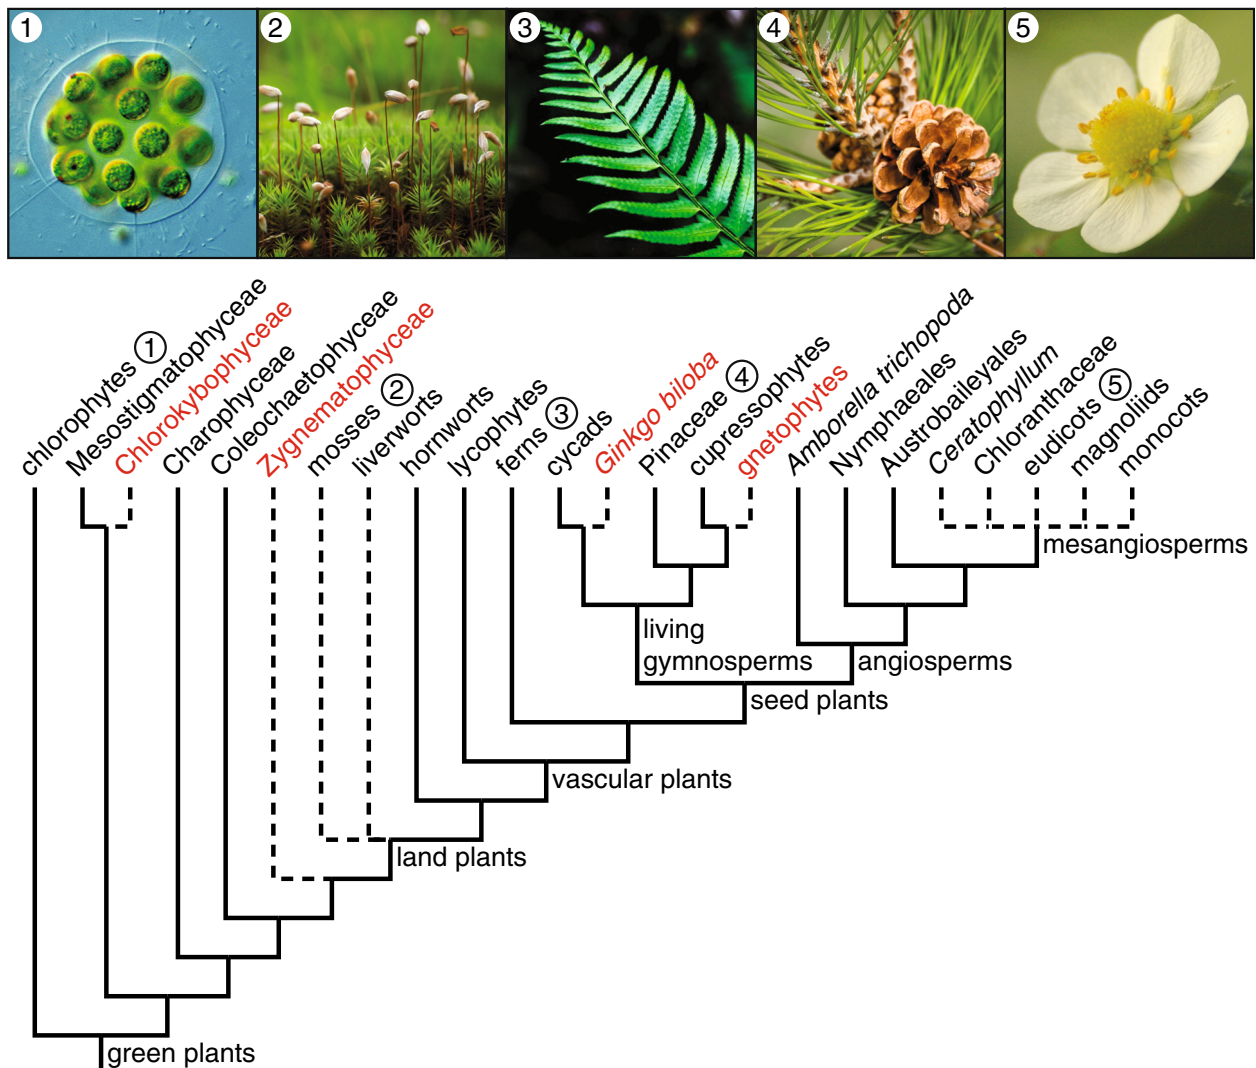 1
2
3
4
5
chlorophytes 1
Mesostigmatophyceae
Chlorokybophyceae
Charophyceae
Coleochaetophyceae
Zygnematophyceae
mosses 2
liverworts
hornworts
lycophytes
ferns 3
cycads
Ginkgo biloba
Pinaceae 4
cupressophytes
gnetophytes
Amborella trichopoda
Nymphaeales
Austrobaileyales
Ceratophyllum
Chloranthaceae
eudicots 5
magnoliids
monocots
mesangiosperms
living
gymnosperms
angiosperms
seed plants
vascular plants
land plants
green plants